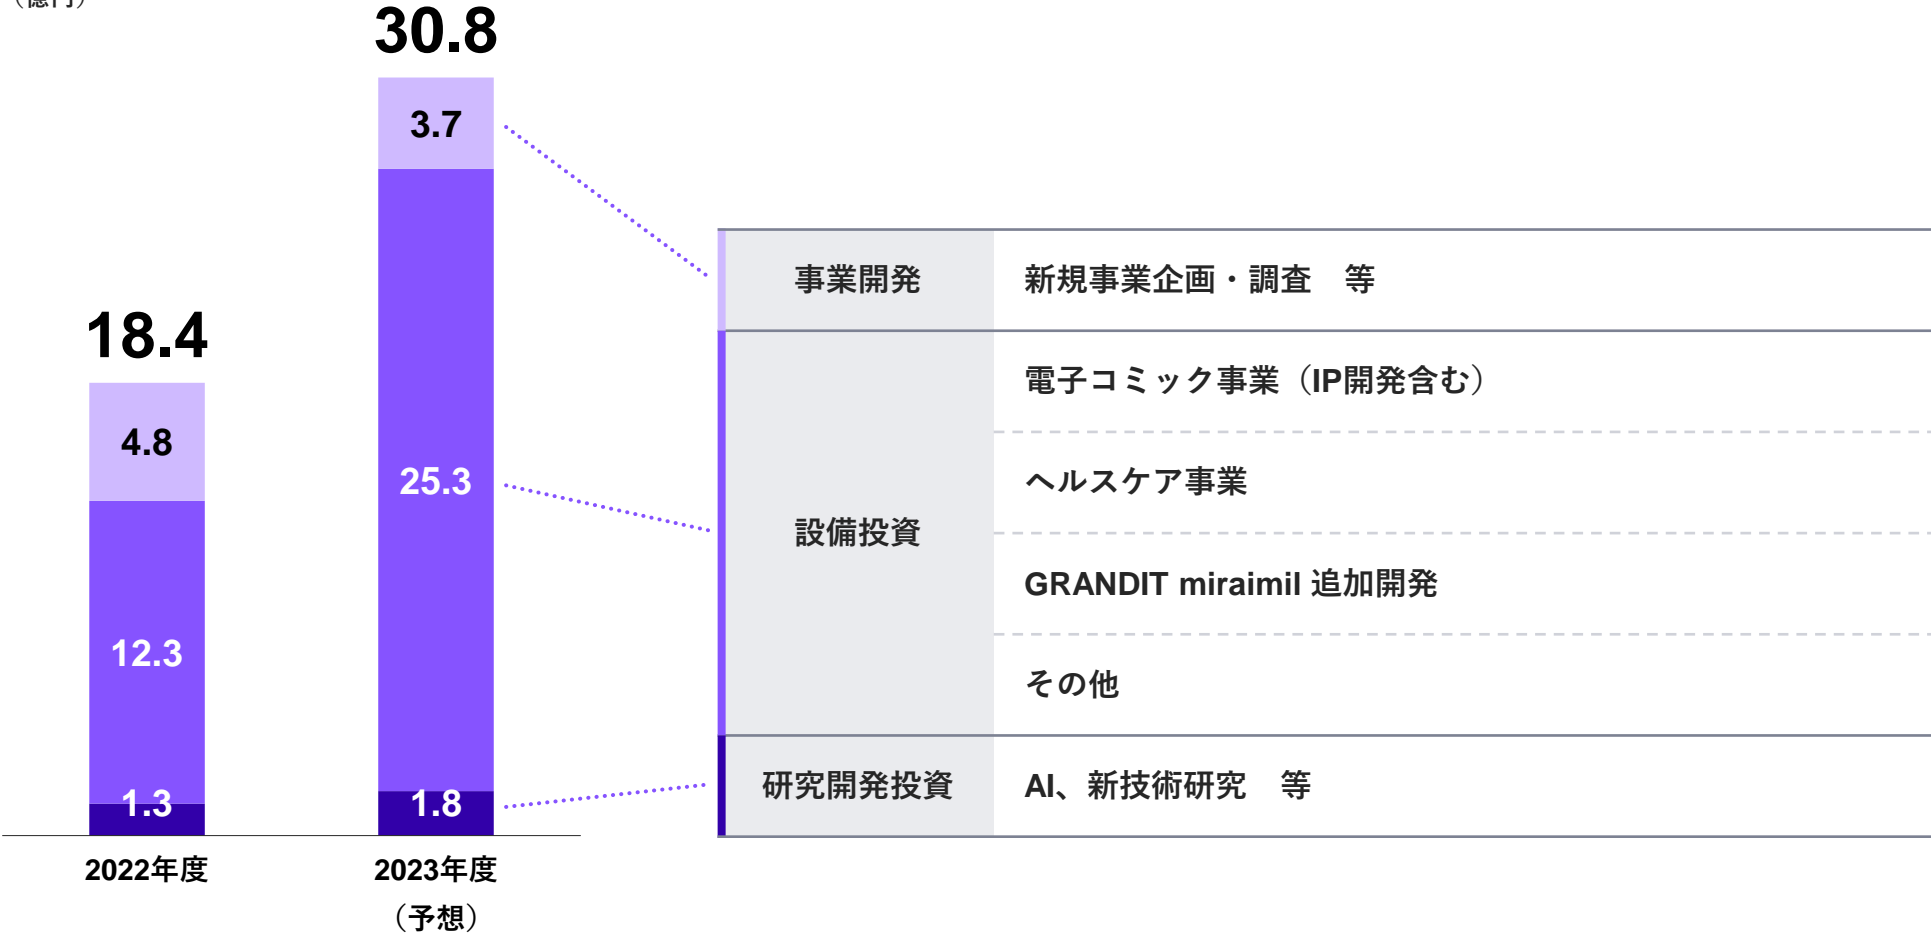 （億円）
30.8
3.7
18.4
4.8
25.3
12.3
1.3
1.8
2022年度
2023年度
（予想）
事業開発
新規事業企画・調査　等
設備投資
電子コミック事業（IP開発含む）
ヘルスケア事業
GRANDIT miraimil 追加開発
その他
研究開発投資
AI、新技術研究　等